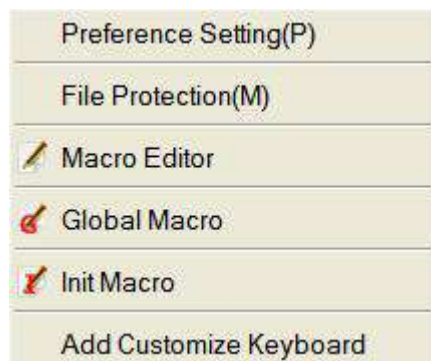 Preference Setting(P)
File Protection(M)
Macro Editor
Global Macro
Init Macro
Add Customize Keyboard